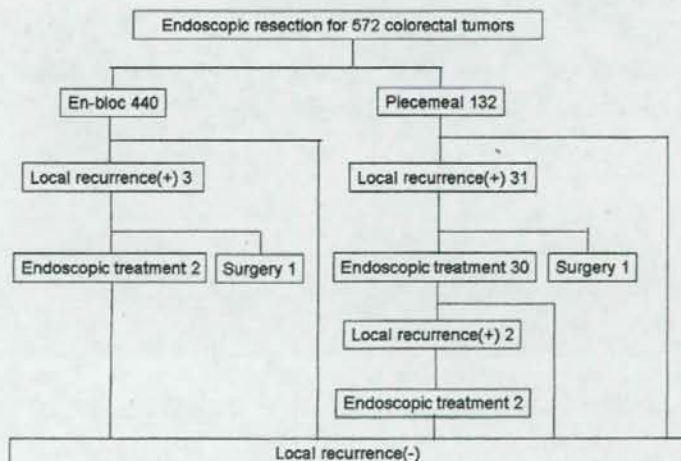 Endoscopic resection for 572 colorectal tumors
En-bloc 440
Piecemeal 132
Local recurrence(+) 3
Local recurrence(+) 31
Endoscopic treatment 2
Surgery 1
Endoscopic treatment 30
Surgery 1
Local recurrence(+) 2
Endoscopic treatment 2
Local recurrence(-)